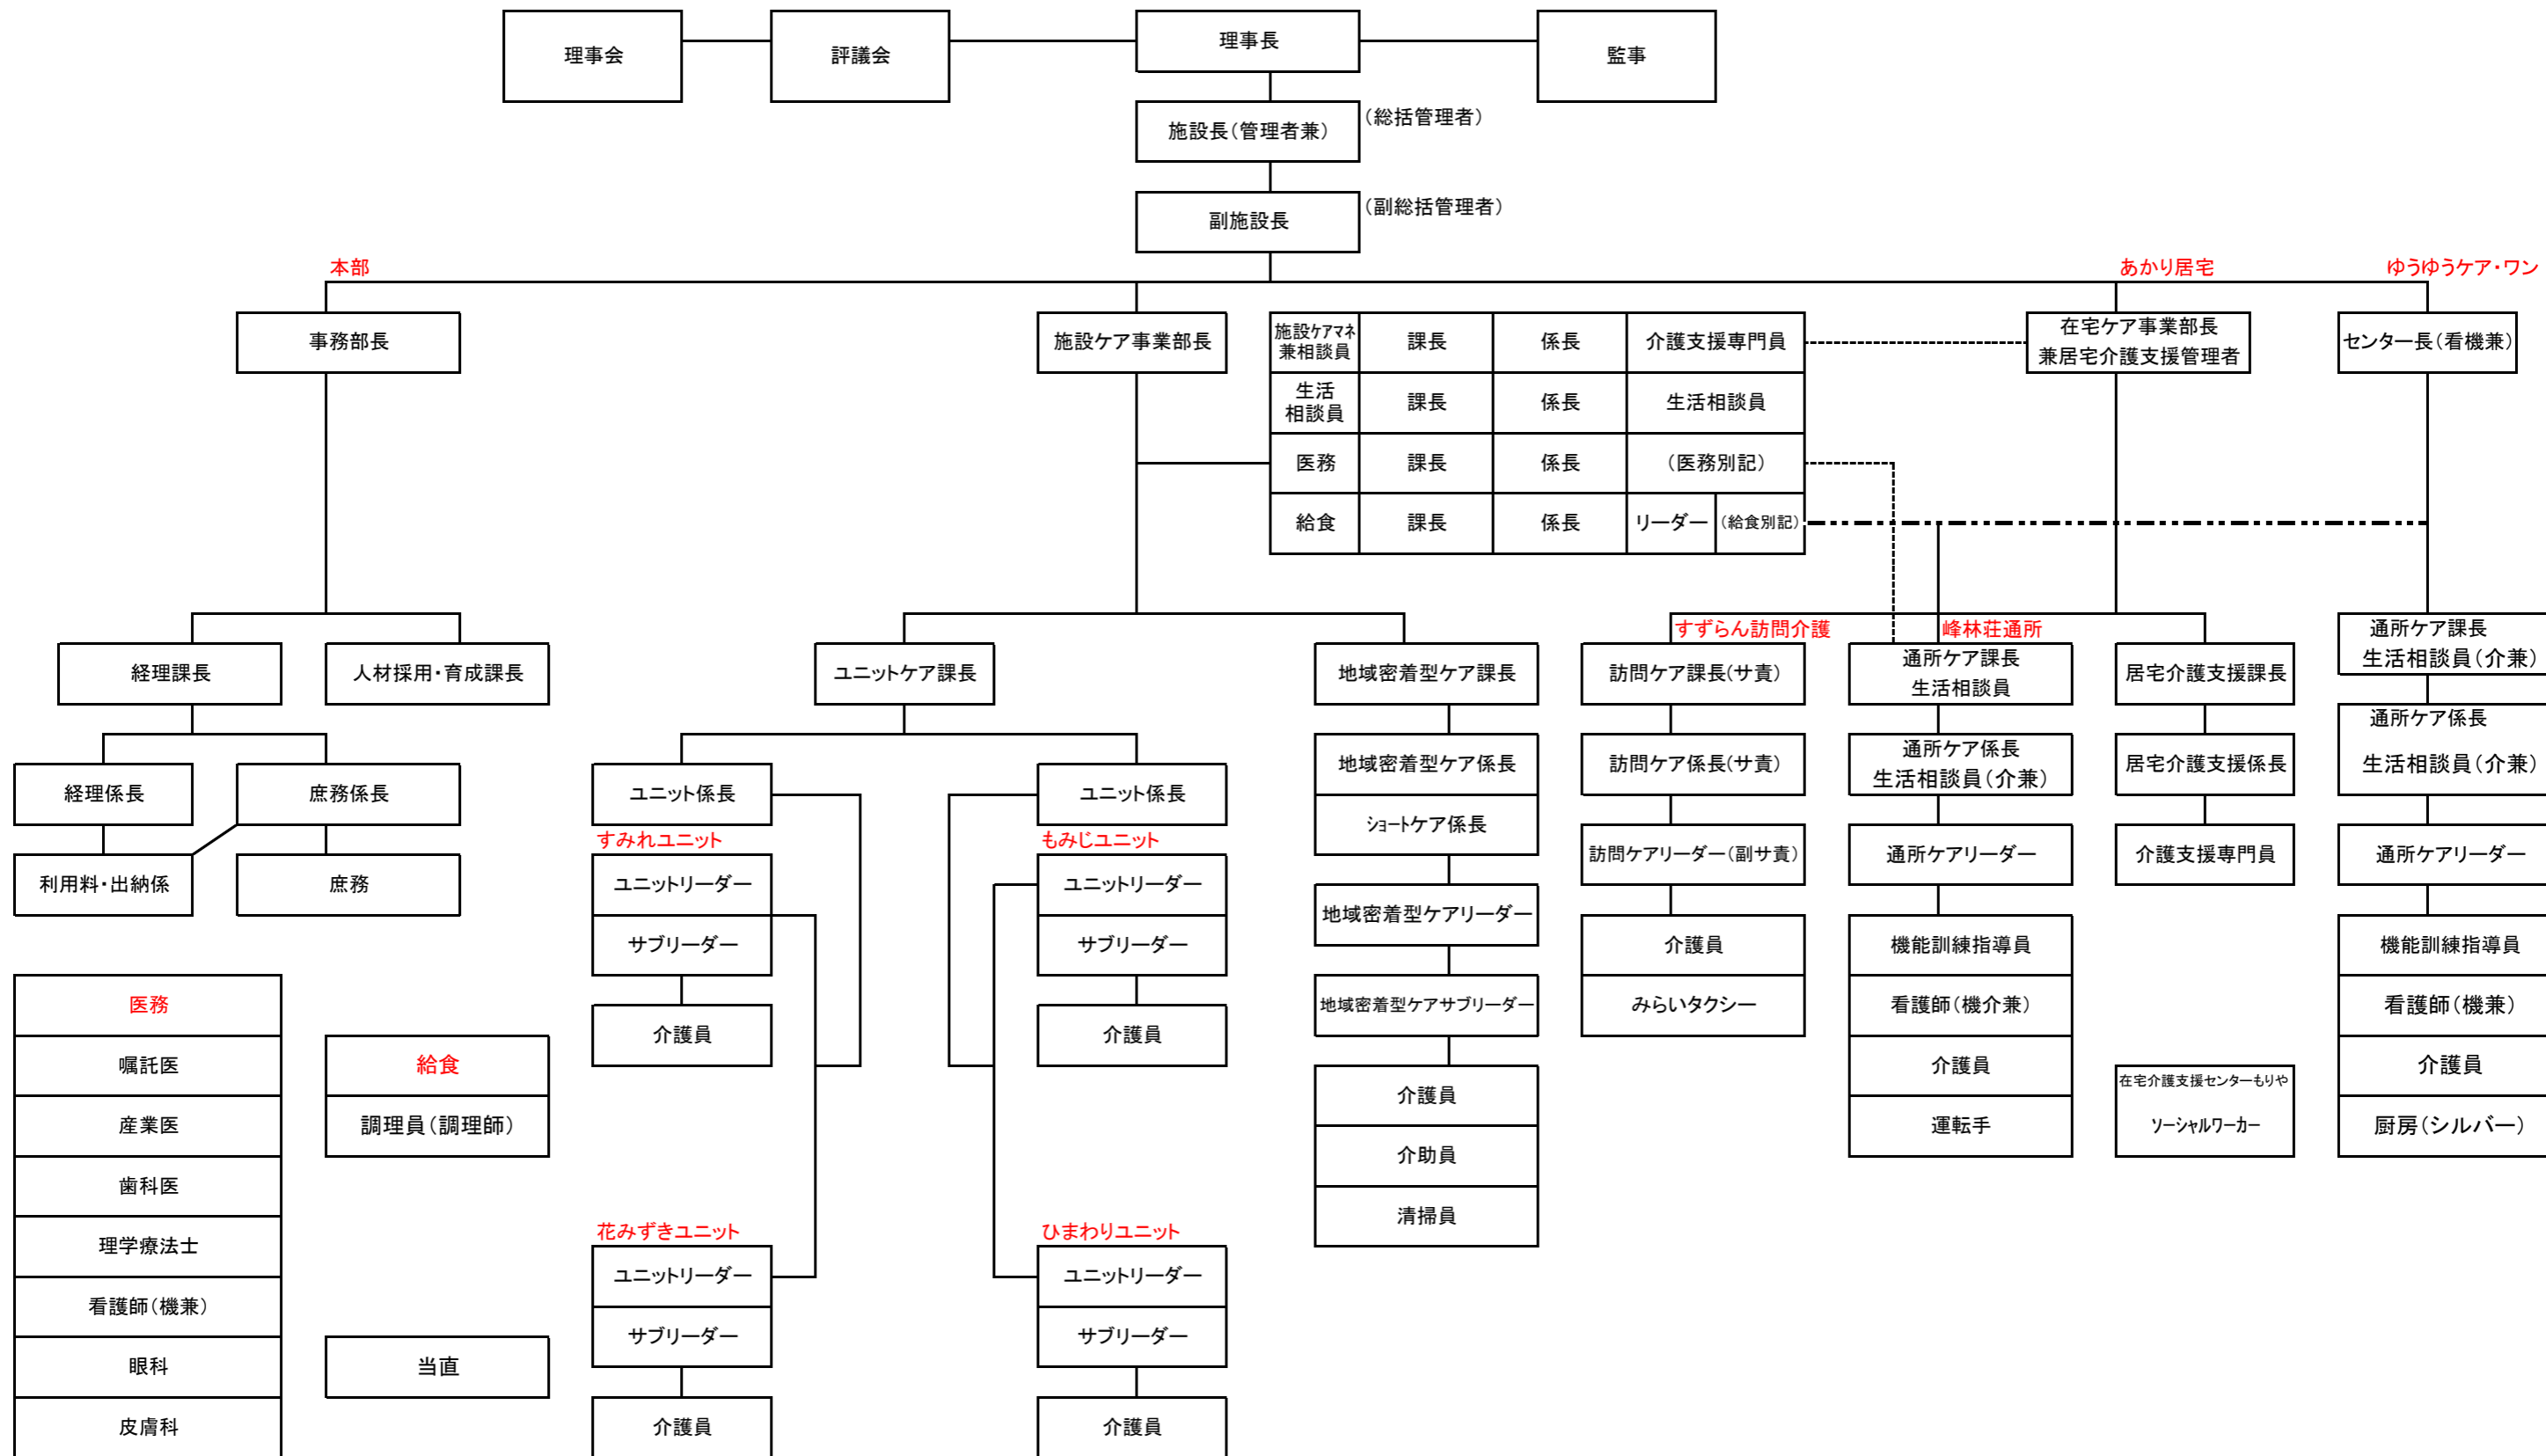 理事会
評議会
理事長
監事
施設長(管理者兼)
(総括管理者)
副施設長
(副総括管理者)
本部
あかり居宅
ゆうゆうケア・ワン
事務部長
施設ケア事業部長
施設ケアマネ
兼相談員
課長
係長
介護支援専門員
生活
相談員
課長
係長
生活相談員
医務
課長
係長
(医務別記)
給食
課長
係長
リーダー
(給食別記)
在宅ケア事業部長
兼居宅介護支援管理者
センター長(看機兼)
経理課長
人材採用・育成課長
ユニットケア課長
地域密着型ケア課長
すずらん訪問介護
訪問ケア課長(サ責)
峰林荘通所
通所ケア課長
生活相談員
居宅介護支援課長
通所ケア課長
生活相談員(介兼)
経理係長
庶務係長
ユニット係長
ユニット係長
地域密着型ケア係長
ショートケア係長
訪問ケア係長(サ責)
通所ケア係長
生活相談員(介兼)
居宅介護支援係長
通所ケア係長
生活相談員(介兼)
利用料・出納係
庶務
すみれユニット
ユニットリーダー
サブリーダー
介護員
もみじユニット
ユニットリーダー
サブリーダー
介護員
地域密着型ケアリーダー
地域密着型ケアサブリーダー
介護員
介助員
清掃員
訪問ケアリーダー(副サ責)
介護員
みらいタクシー
通所ケアリーダー
機能訓練指導員
看護師(機介兼)
介護員
運転手
介護支援専門員
在宅介護支援センターもりや
ソーシャルワーカー
通所ケアリーダー
機能訓練指導員
看護師(機兼)
介護員
厨房(シルバー)
医務
嘱託医
産業医
歯科医
理学療法士
看護師(機兼)
眼科
皮膚科
給食
調理員(調理師)
当直
花みずきユニット
ユニットリーダー
サブリーダー
介護員
ひまわりユニット
ユニットリーダー
サブリーダー
介護員